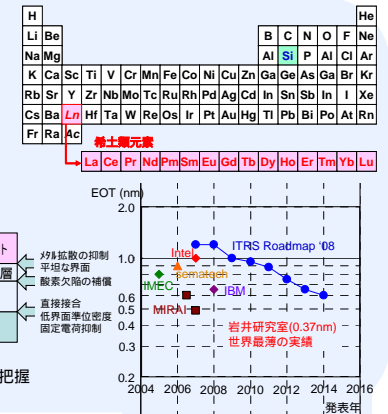 H He
Li Be B C N O F Ne
Na Mg Al Si P Al Cl Ar
K Ca Sc Ti V Cr Mn Fe Co Ni Cu Zn Ga Ge As Ga Br Kr
Rb Sr Y Zr Nb Mo Tc Ru Rh Pd Ag Cd In Sn Sb In I Xe
Cs Ba Ln Hf Ta W Re Os Ir Pt Au Hg Tl Pb Bi Po At Rn
Fr Ra Ac
希土類元素
La Ce Pr Nd Pm Sm Eu Gd Tb Dy Ho Er Tm Yb Lu
ト
層
メタル拡散の抑制
平坦な界面
酸素欠陥の補償
直接接合
低界面準位密度
固定電荷抑制
把握
EOT (nm)
2.0
1.0
0.6
0.5
0.4
0.3
0.2
Intel
ITRS Roadmap '08
sematech
IMEC
IBM
MIRAI
岩井研究室(0.37nm)
世界最薄の実績
2004 2006 2008 2010 2012 2014 2016
発表年